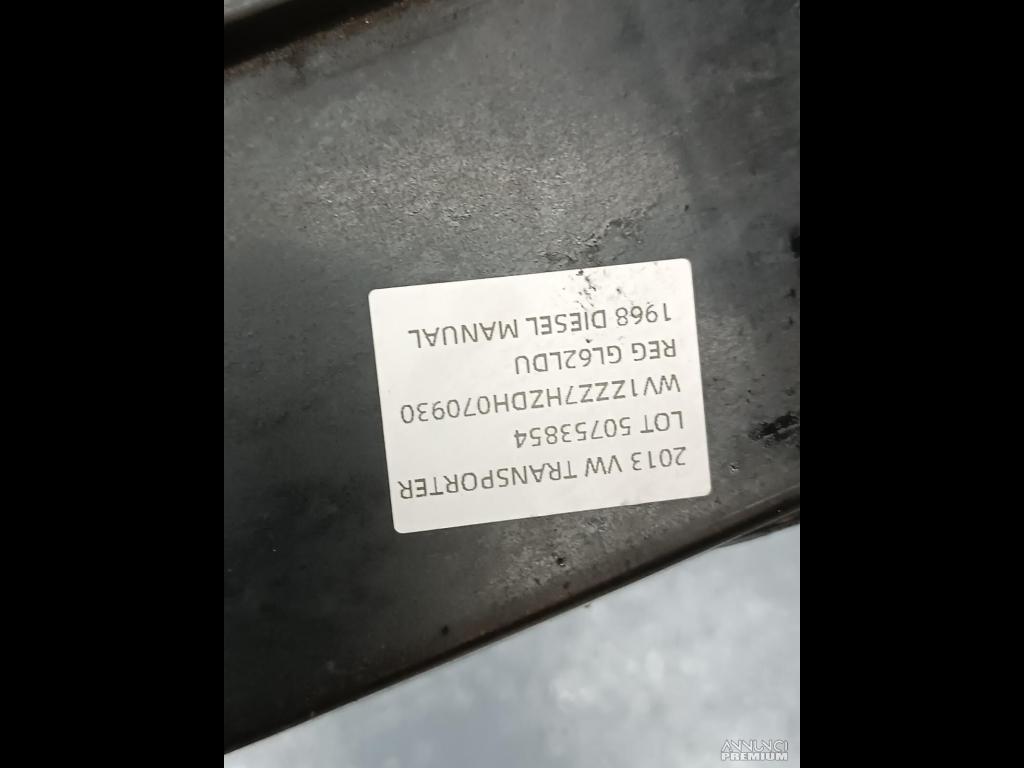 2013 VW TRANSPORTER
LOT 50753854
WV1ZZZ7HZDH070930
REG GL62LDU
1968 DIESEL MANUAL
ANNUNCI
PREMIUM